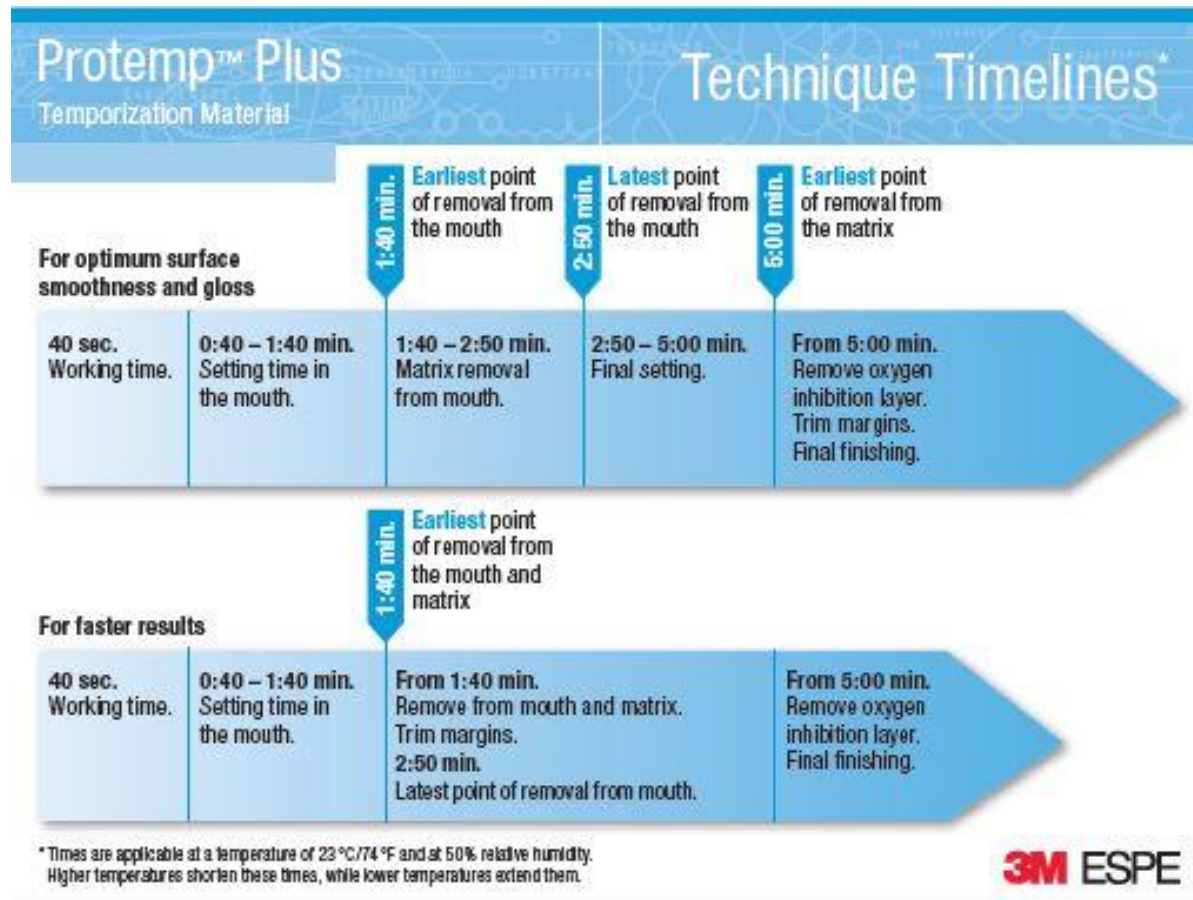 Protemp™ Plus
Temporization Material
Technique Timelines*
1:40 min.
Earliest point
of removal from
the mouth
2:50 min.
Latest point
of removal from
the mouth
5:00 min.
Earliest point
of removal from
the matrix
For optimum surface
smoothness and gloss
40 sec.
Working time.
0:40 – 1:40 min.
Setting time in
the mouth.
1:40 – 2:50 min.
Matrix removal
from mouth.
2:50 – 5:00 min.
Final setting.
From 5:00 min.
Remove oxygen
inhibition layer.
Trim margins.
Final finishing.
1:40 min.
Earliest point
of removal from
the mouth and
matrix
For faster results
40 sec.
Working time.
0:40 – 1:40 min.
Setting time in
the mouth.
From 1:40 min.
Remove from mouth and matrix.
Trim margins.
2:50 min.
Latest point of removal from mouth.
From 5:00 min.
Remove oxygen
inhibition layer.
Final finishing.
* Times are applicable at a temperature of 23 °C/74 °F and at 50% relative humidity.
Higher temperatures shorten these times, while lower temperatures extend them.
3M ESPE